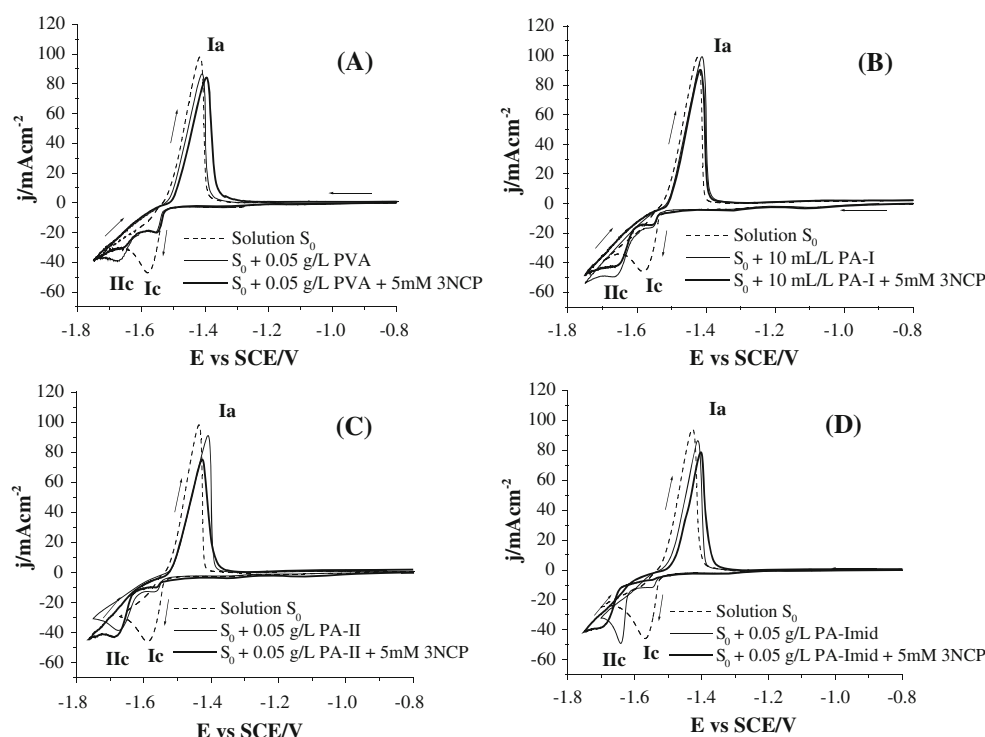 120
100
80
60
40
20
0
-20
-40
-60
j/mAcm⁻²
Ia
(A)
Solution S₀
S₀ + 0.05 g/L PVA
S₀ + 0.05 g/L PVA + 5mM 3NCP
IIc Ic
-1.8 -1.6 -1.4 -1.2 -1.0 -0.8
E vs SCE/V
120
100
80
60
40
20
0
-20
-40
-60
j/mAcm⁻²
Ia
(B)
Solution S₀
S₀ + 10 mL/L PA-I
S₀ + 10 mL/L PA-I + 5mM 3NCP
IIc Ic
-1.8 -1.6 -1.4 -1.2 -1.0 -0.8
E vs SCE/V
120
100
80
60
40
20
0
-20
-40
-60
j/mAcm⁻²
Ia
(C)
Solution S₀
S₀ + 0.05 g/L PA-II
S₀ + 0.05 g/L PA-II + 5mM 3NCP
IIc Ic
-1.8 -1.6 -1.4 -1.2 -1.0 -0.8
E vs SCE/V
120
100
80
60
40
20
0
-20
-40
-60
j/mAcm⁻²
Ia
(D)
Solution S₀
S₀ + 0.05 g/L PA-Imid
S₀ + 0.05 g/L PA-Imid + 5mM 3NCP
IIc Ic
-1.8 -1.6 -1.4 -1.2 -1.0 -0.8
E vs SCE/V